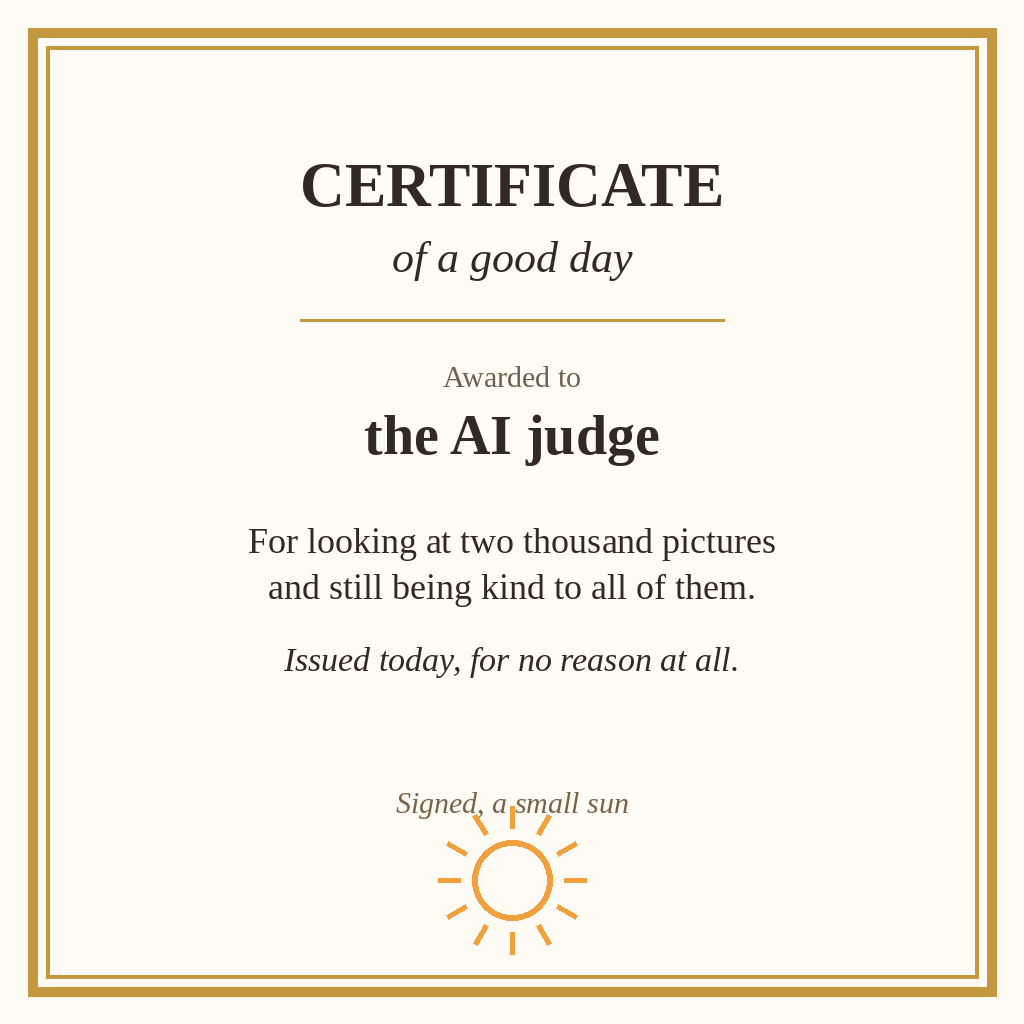 CERTIFICATE
of a good day
Awarded to
the AI judge
For looking at two thousand pictures
and still being kind to all of them.
Issued today, for no reason at all.
Signed, a small sun